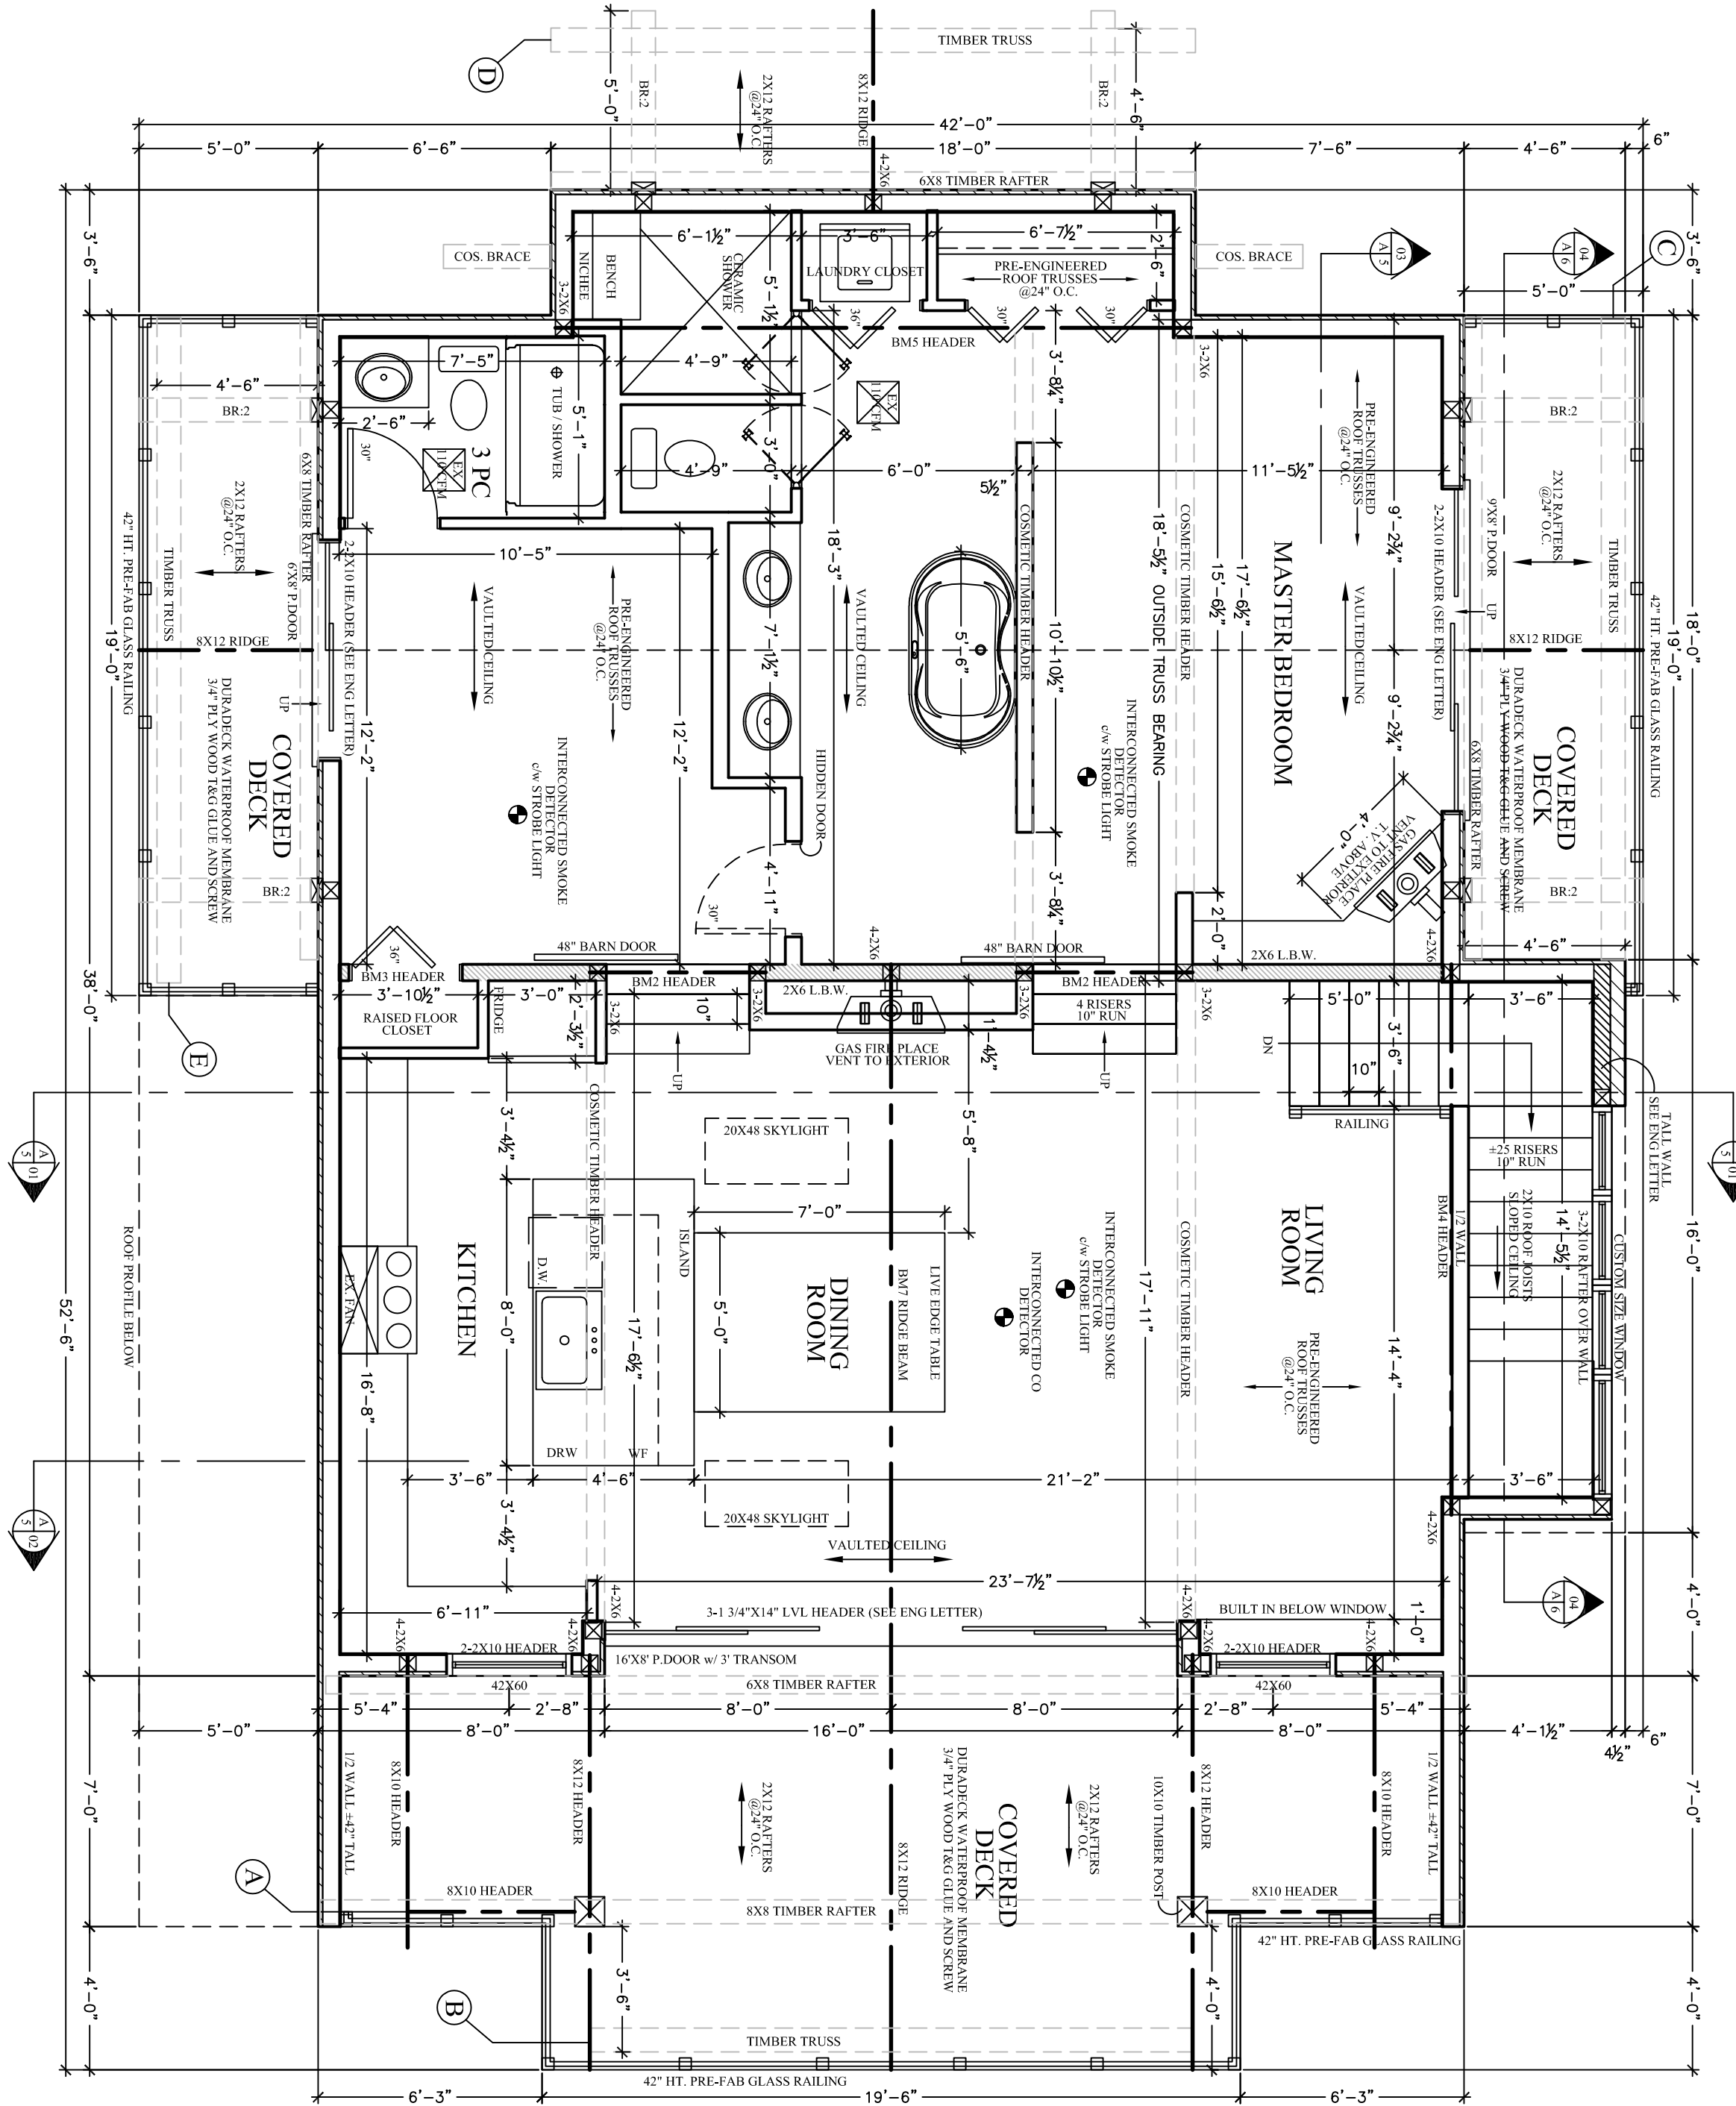 TIMBER TRUSS
D
5'-0"
BR:2
2X12 RAFTERS
@24" O.C.
8X12 RIDGE
BR:2
4'-6"
42'-0"
5'-0"
6'-6"
18'-0"
7'-6"
4'-6"
6"
4-2X6
6X8 TIMBER RAFTER
3'-6"
3'-6"
COS. BRACE
NICHEE
BENCH
6'-1½"
CERAMIC
SHOWER
5'-1½"
3'-6"
LAUNDRY CLOSET
6'-7½"
2'-6"
PRE-ENGINEERED
ROOF TRUSSES
@24" O.C.
COS. BRACE
03
A 5
04
A 6
C
5'-0"
3-2X6
36"
30"
30"
BM5 HEADER
3-2X6
7'-5"
4'-9"
3'-8¼"
4'-6"
BR:2
2'-6"
30"
3 PC
EX
110 CFM
TUB / SHOWER
5'-1"
4'-9"
3'-0"
EX
110 CFM
6'-0"
5½"
11'-5½"
PRE-ENGINEERED
ROOF TRUSSES
@24" O.C.
9'-2¾"
BR:2
2X12 RAFTERS
@24" O.C.
9'X8' P.DOOR
2-2X10 HEADER (SEE ENG LETTER)
UP
TIMBER TRUSS
42" HT. PRE-FAB GLASS RAILING
18'-0"
19'-0"
42" HT. PRE-FAB GLASS RAILING
TIMBER TRUSS
2X12 RAFTERS
@24" O.C.
6X8 TIMBER RAFTER
6'X8' P.DOOR
2-2X10 HEADER (SEE ENG LETTER)
10'-5"
18'-3"
COSMETIC TIMBER HEADER
18'-5½" OUTSIDE TRUSS BEARING
COSMETIC TIMBER HEADER
15'-6½"
17'-6½"
MASTER BEDROOM
VAULTED CEILING
VAULTED CEILING
PRE-ENGINEERED
ROOF TRUSSES
@24" O.C.
7'-1½"
VAULTED CEILING
5'-6"
10'-10½"
8X12 RIDGE
8X12 RIDGE
19'-0"
UP
12'-2"
12'-2"
9'-2¾"
DURADECK WATERPROOF MEMBRANE
3/4" PLY WOOD T&G GLUE AND SCREW
COVERED
DECK
INTERCONNECTED SMOKE
DETECTOR
c/w STROBE LIGHT
HIDDEN DOOR
INTERCONNECTED SMOKE
DETECTOR
c/w STROBE LIGHT
4'-0"
GAS FIRE PLACE
VENT TO EXTERIOR
T.V. ABOVE
6X8 TIMBER RAFTER
DURADECK WATERPROOF MEMBRANE
3/4" PLY WOOD T&G GLUE AND SCREW
COVERED
DECK
BR:2
4'-11"
30"
3'-8¼"
2'-0"
BR:2
38'-0"
36"
48" BARN DOOR
4-2X6
48" BARN DOOR
2X6 L.B.W.
4-2X6
4'-6"
BM3 HEADER
3'-10½"
RAISED FLOOR
CLOSET
FRIDGE
3'-0"
2'-3½"
BM2 HEADER
3-2X6
10"
3-2X6
2X6 L.B.W.
GAS FIRE PLACE
VENT TO EXTERIOR
3-2X6
1'-4½"
BM2 HEADER
4 RISERS
10" RUN
3-2X6
5'-0"
3'-6"
3'-6"
E
UP
UP
DN
10"
COSMETIC TIMBER HEADER
3'-4½"
20X48 SKYLIGHT
5'-8"
RAILING
±25 RISERS
10" RUN
TALL WALL
SEE ENG LETTER
A
5
01
5
01
ROOF PROFILE BELOW
52'-6"
7'-0"
ISLAND
D.W.
KITCHEN
EX. FAN
8'-0"
17'-6½"
5'-0"
DINING
ROOM
BM7 RIDGE BEAM
LIVE EDGE TABLE
INTERCONNECTED CO
DETECTOR
INTERCONNECTED SMOKE
DETECTOR
c/w STROBE LIGHT
17'-11"
COSMETIC TIMBER HEADER
LIVING
ROOM
PRE-ENGINEERED
ROOF TRUSSES
@24" O.C.
14'-4"
BM4 HEADER
1/2 WALL
2X10 ROOF JOISTS
SLOPED CEILING
14'-5½"
3-2X10 RAFTER OVER WALL
CUSTOM SIZE WINDOW
16'-0"
16'-8"
DRW
WF
3'-6"
4'-6"
21'-2"
3'-6"
3'-4½"
20X48 SKYLIGHT
A
5
02
VAULTED CEILING
4-2X6
04
A 6
4'-0"
23'-7½"
6'-11"
4-2X6
3-1 3/4"X14" LVL HEADER (SEE ENG LETTER)
4-2X6
BUILT IN BELOW WINDOW
1'-0"
4-2X6
2-2X10 HEADER
4-2X6
16'X8' P.DOOR w/ 3' TRANSOM
4-2X6
2-2X10 HEADER
4-2X6
42X60
6X8 TIMBER RAFTER
42X60
5'-4"
2'-8"
8'-0"
8'-0"
2'-8"
5'-4"
5'-0"
8'-0"
16'-0"
8'-0"
4'-1½"
4½"
6"
7'-0"
1/2 WALL ±42" TALL
8X10 HEADER
8X12 HEADER
2X12 RAFTERS
@24" O.C.
8X12 RIDGE
DURADECK WATERPROOF MEMBRANE
3/4" PLY WOOD T&G GLUE AND SCREW
COVERED
DECK
2X12 RAFTERS
@24" O.C.
10X10 TIMBER POST
8X12 HEADER
8X10 HEADER
1/2 WALL ±42" TALL
7'-0"
A
8X10 HEADER
8X8 TIMBER RAFTER
8X10 HEADER
42" HT. PRE-FAB GLASS RAILING
4'-0"
B
3'-6"
4'-0"
4'-0"
TIMBER TRUSS
42" HT. PRE-FAB GLASS RAILING
6'-3"
19'-6"
6'-3"